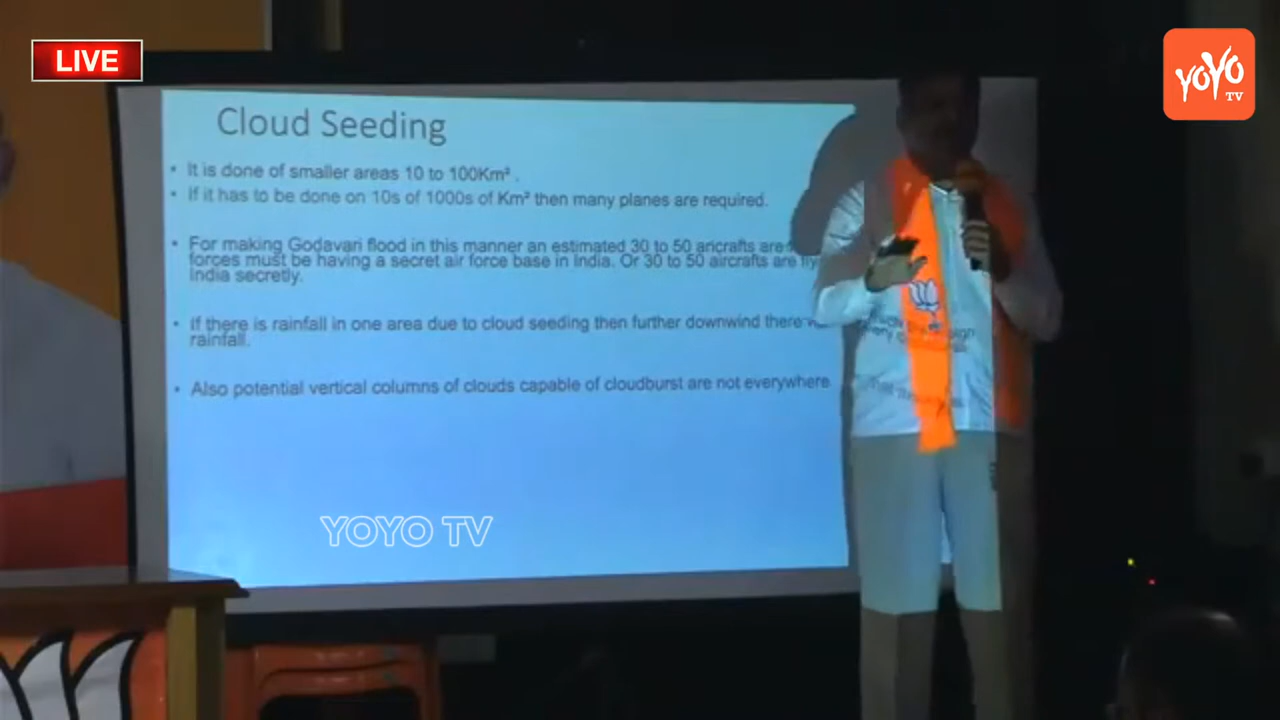 LIVE
YOYO
TV
Cloud Seeding
• It is done of smaller areas 10 to 100Km² .
• If it has to be done on 10s of 1000s of Km² then many planes are required.
• For making Godavari flood in this manner an estimated 30 to 50 aricrafts are
forces must be having a secret air force base in India. Or 30 to 50 aircrafts are
India secretly.
• If there is rainfall in one area due to cloud seeding then further downwind there
rainfall.
• Also potential vertical columns of clouds capable of cloudburst are not everywhere
YOYO TV